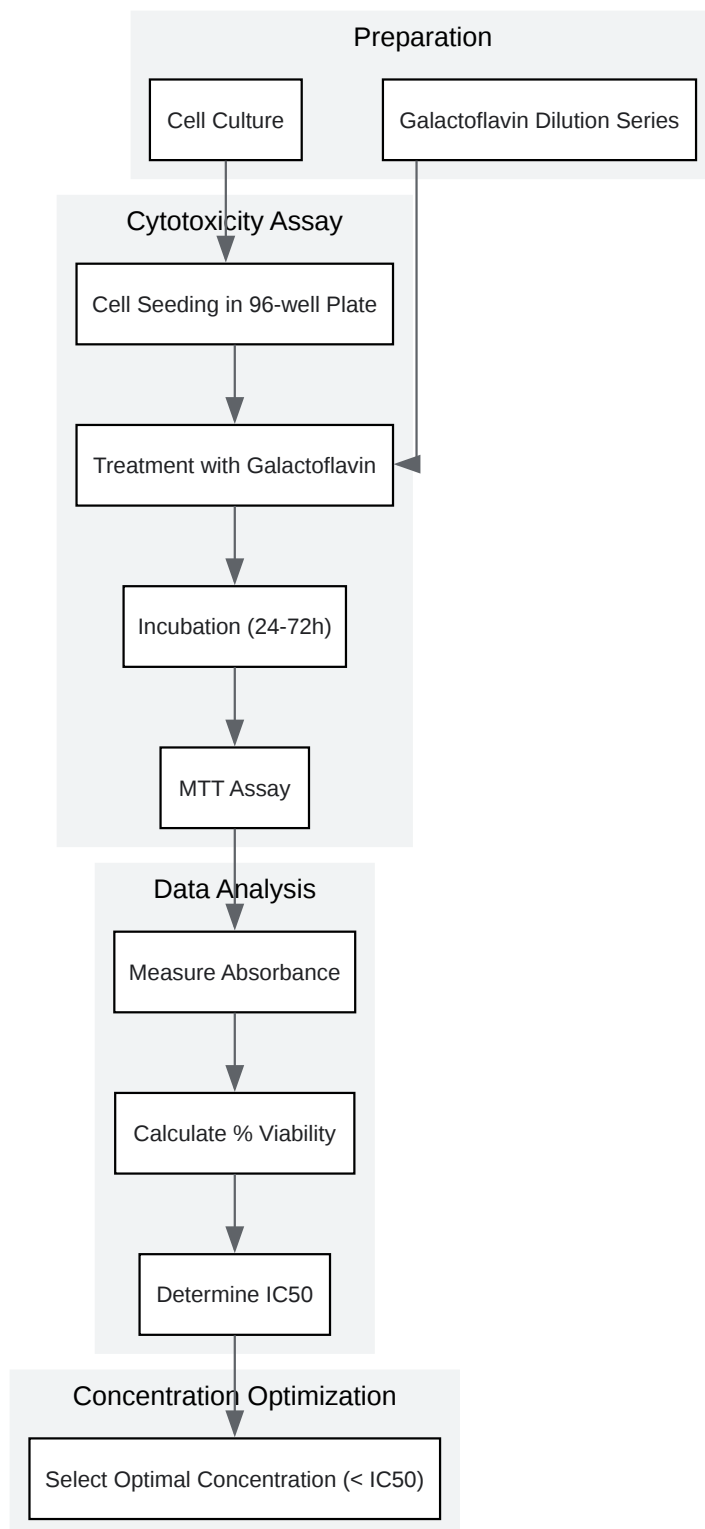 Preparation
Cell Culture
Galactoflavin Dilution Series
Cytotoxicity Assay
Cell Seeding in 96-well Plate
Treatment with Galactoflavin
Incubation (24-72h)
MTT Assay
Data Analysis
Measure Absorbance
Calculate % Viability
Determine IC50
Concentration Optimization
Select Optimal Concentration (< IC50)